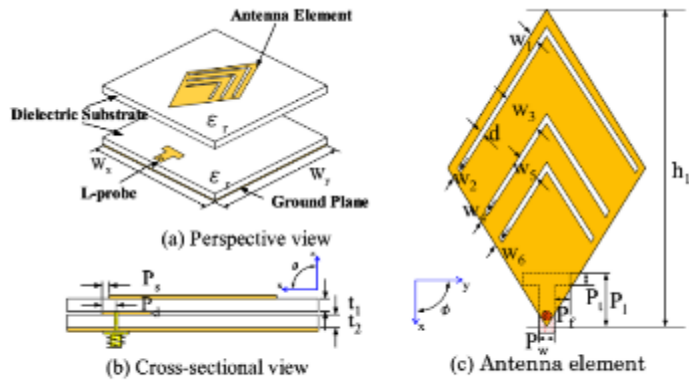 Antenna Element
Dielectric Substrate
ε r
ε r
W x
W y
L-probe
Ground Plane
(a) Perspective view
P s
P d
t 1
t 2
x
(b) Cross-sectional view
w 1
w 3
d
w 2
w 5
w 6
h 1
y
x
ϕ
P t
P l
P f
P w
(c) Antenna element